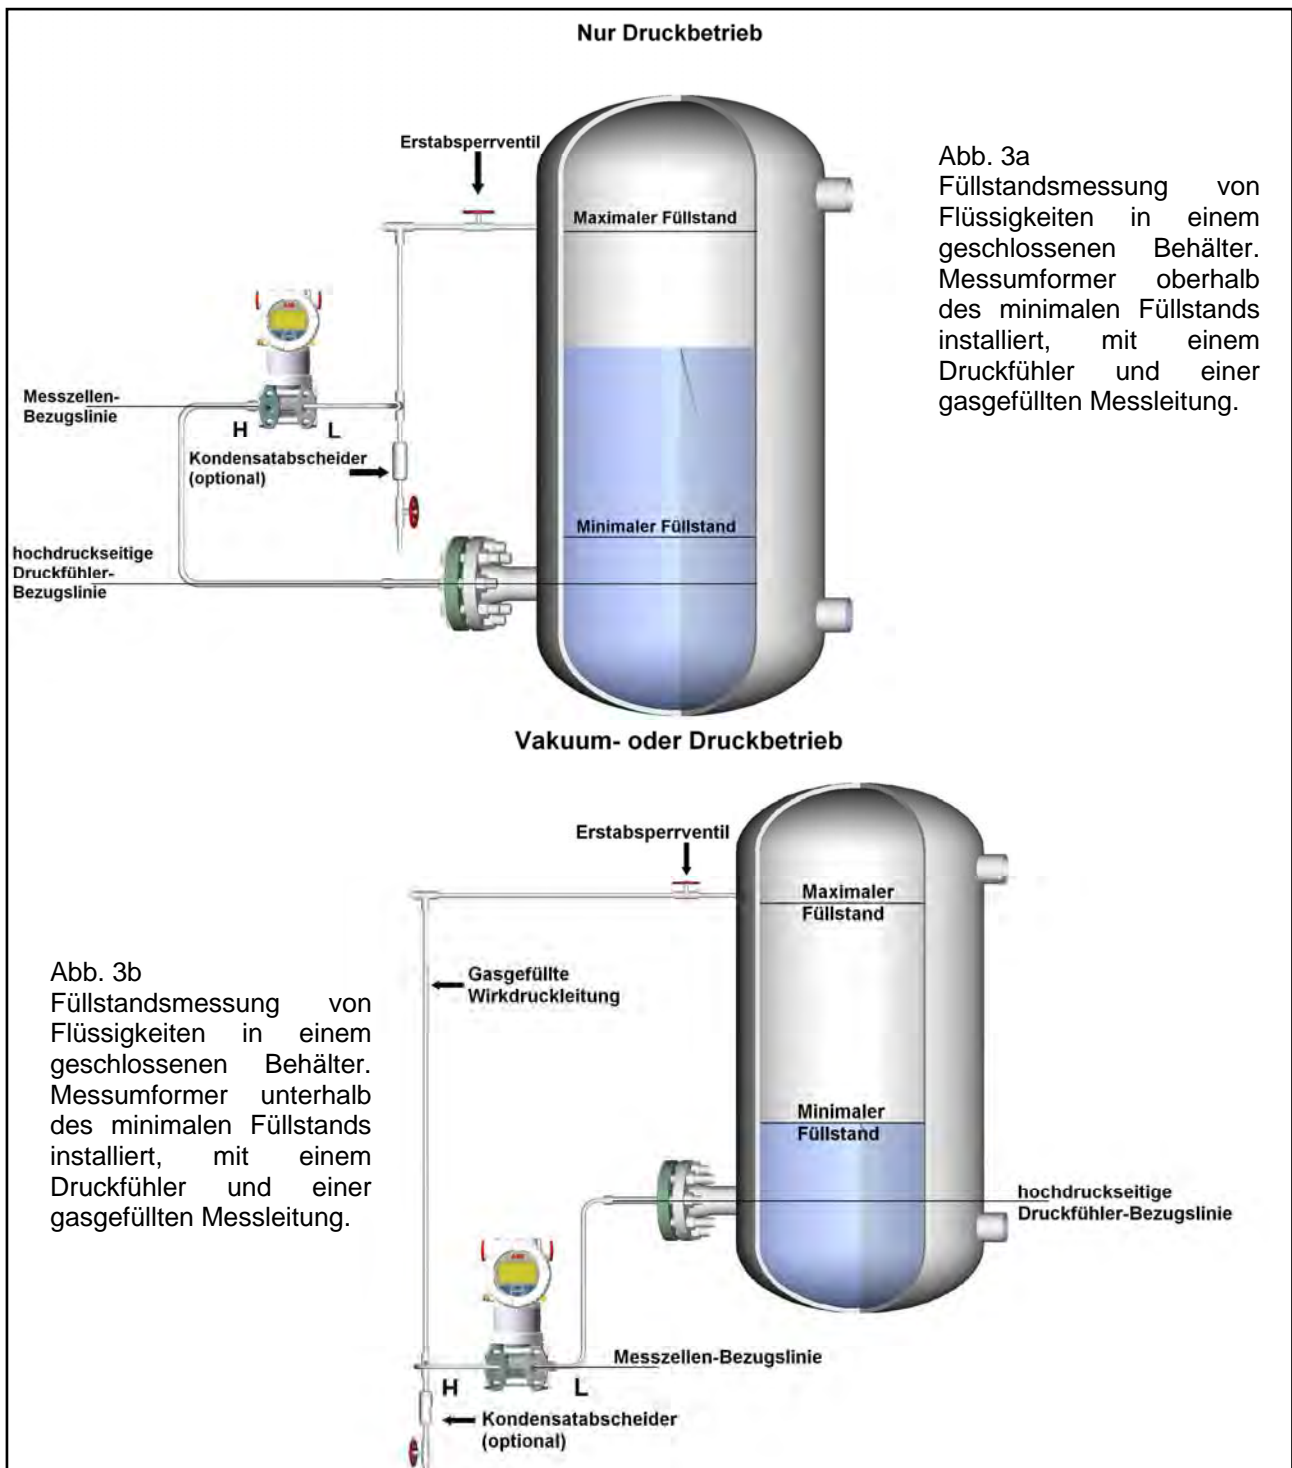 Nur Druckbetrieb
Erstabsperrventil
Maximaler Füllstand
Abb. 3a
Füllstandsmessung von
Flüssigkeiten in einem
geschlossenen Behälter.
Messumformer oberhalb
des minimalen Füllstands
installiert, mit einem
Druckfühler und einer
gasgefüllten Messleitung.
Messzellen-
Bezugslinie
H L
Kondensatabscheider
(optional)
Minimaler Füllstand
hochdruckseitige
Druckfühler-
Bezugslinie
Vakuum- oder Druckbetrieb
Erstabsperrventil
Maximaler
Füllstand
Abb. 3b
Füllstandsmessung von
Flüssigkeiten in einem
geschlossenen Behälter.
Messumformer unterhalb
des minimalen Füllstands
installiert, mit einem
Druckfühler und einer
gasgefüllten Messleitung.
Gasgefüllte
Wirkdruckleitung
Minimaler
Füllstand
hochdruckseitige
Druckfühler-Bezugslinie
Messzellen-Bezugslinie
H L
Kondensatabscheider
(optional)